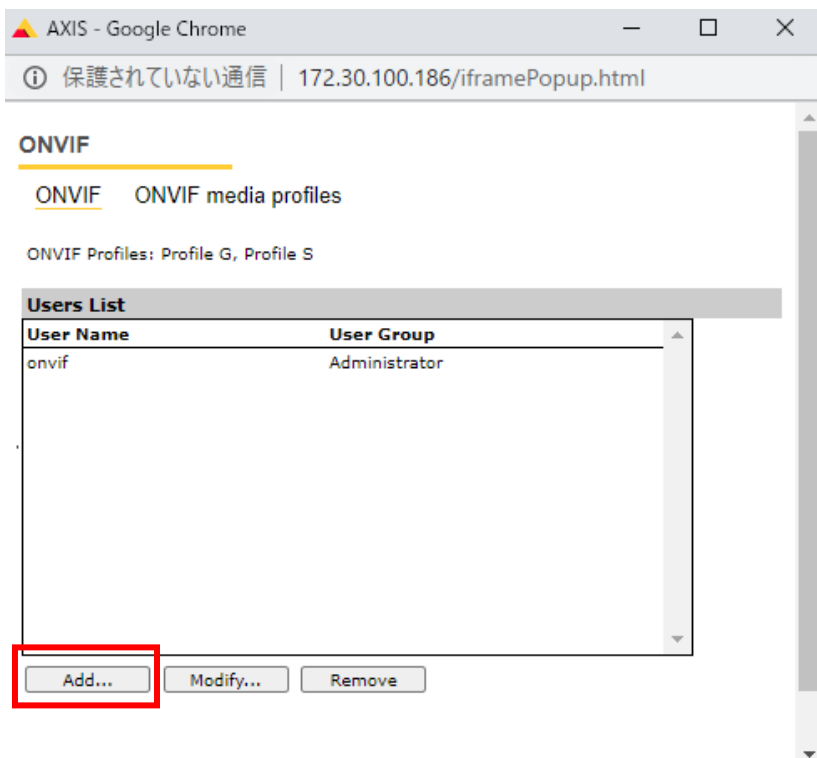 AXIS - Google Chrome
保護されていない通信 | 172.30.100.186/iframePopup.html
ONVIF
ONVIF ONVIF media profiles
ONVIF Profiles: Profile G, Profile S
Users List
User Name User Group
onvif Administrator
Add... Modify... Remove